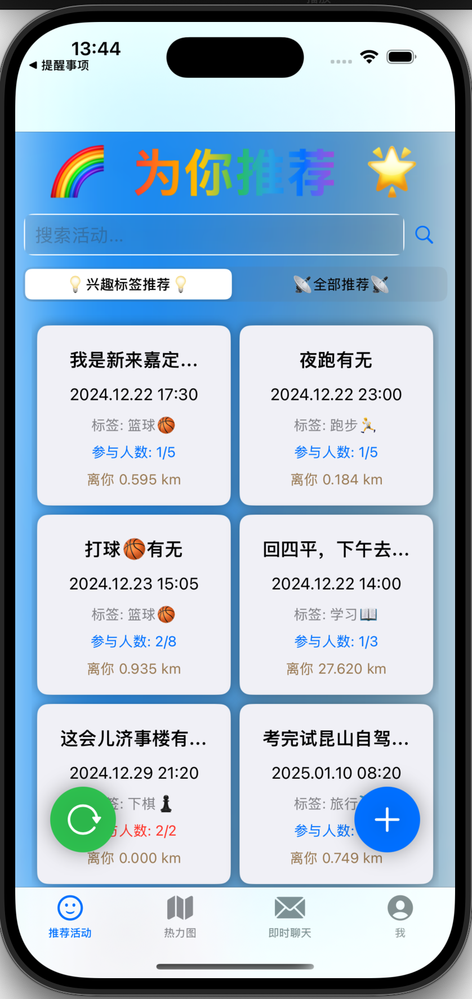 13:44
◀ 提醒事项
🌈 为你推荐 🌟
搜索活动...
💡兴趣标签推荐💡
📡全部推荐📡
我是新来嘉定...
2024.12.22 17:30
标签: 篮球🏀
参与人数: 1/5
离你 0.595 km
夜跑有无
2024.12.22 23:00
标签: 跑步🏃
参与人数: 1/5
离你 0.184 km
打球🏀有无
2024.12.23 15:05
标签: 篮球🏀
参与人数: 2/8
离你 0.935 km
回四平，下午去...
2024.12.22 14:00
标签: 学习📖
参与人数: 1/3
离你 27.620 km
这会儿济事楼有...
2024.12.29 21:20
签: 下棋♟
人数: 2/2
离你 0.000 km
考完试昆山自驾...
2025.01.10 08:20
标签: 旅行
参与人数:
离你 0.749 km
推荐活动
热力图
即时聊天
我